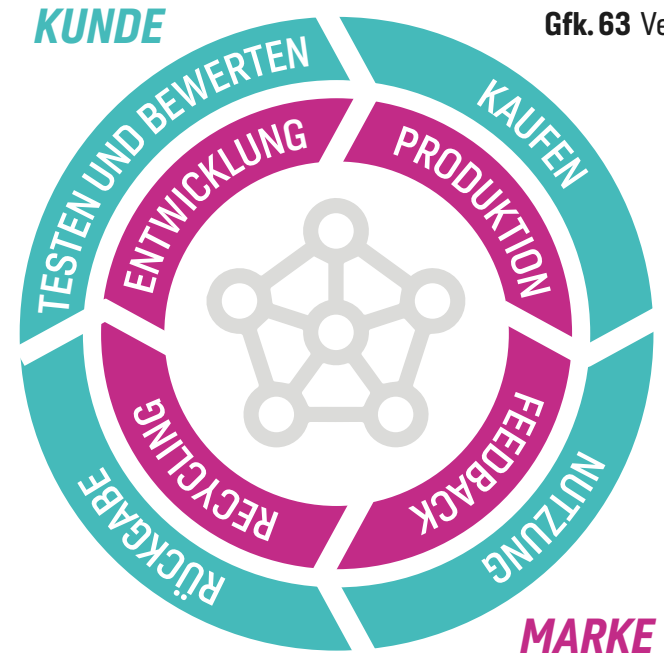 KUNDE
Gfk. 63
TESTEN UND BEWERTEN
KAUFEN
ENTWICKLUNG
PRODUKTION
RECYCLING
FEEDBACK
RÜCKGABE
NUTZUNG
MARKE